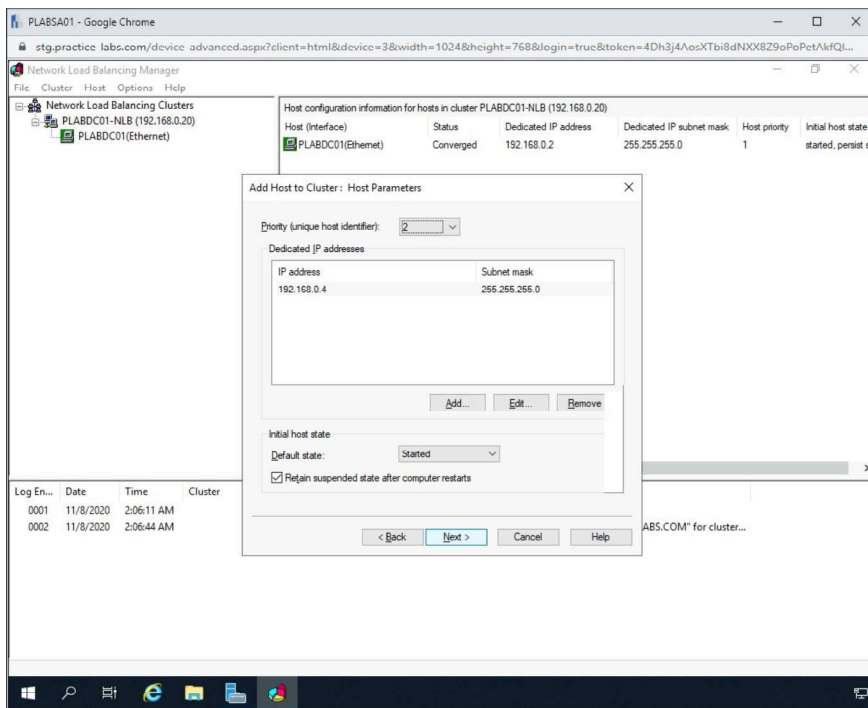 PLABSA01 - Google Chrome
stg.practice-labs.com/device-advanced.aspx?client=html&device=3&width=1024&height=768&login=true&token=
Network Load Balancing Manager
File Cluster Host Options Help
Network Load Balancing Clusters
PLABDC01-NLB (192.168.0.20)
PLABDC01(Ethernet)
Host configuration information for hosts in cluster PLABDC01-NLB (192.168.0.20)
Host (Interface) Status Dedicated IP address Dedicated IP subnet mask Host priority Initial host state
PLABDC01(Ethernet) Converged 192.168.0.2 255.255.255.0 1 started, persist s
Add Host to Cluster : Host Parameters
Priority (unique host identifier): 2
Dedicated IP addresses
IP address Subnet mask
192.168.0.4 255.255.255.0
Add... Edit... Remove
Initial host state
Default state: Started
Retain suspended state after computer restarts
< Back Next > Cancel Help
Log En... Date Time Cluster
0001 11/8/2020 2:06:11 AM
0002 11/8/2020 2:06:44 AM ABS.COM" for cluster...